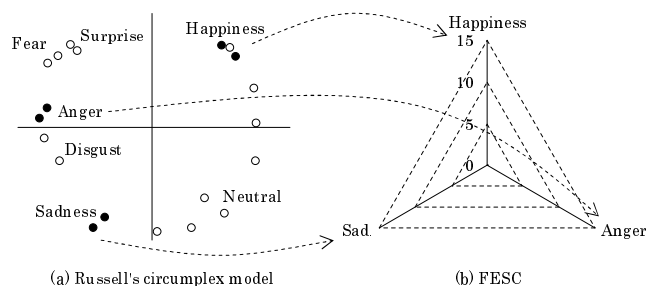 Happiness
Fear
Surprise
Anger
Disgust
Neutral
Sadness
(a) Russell's circumplex model
Happiness
15
10
5
0
Sad.
Anger
(b) FESC